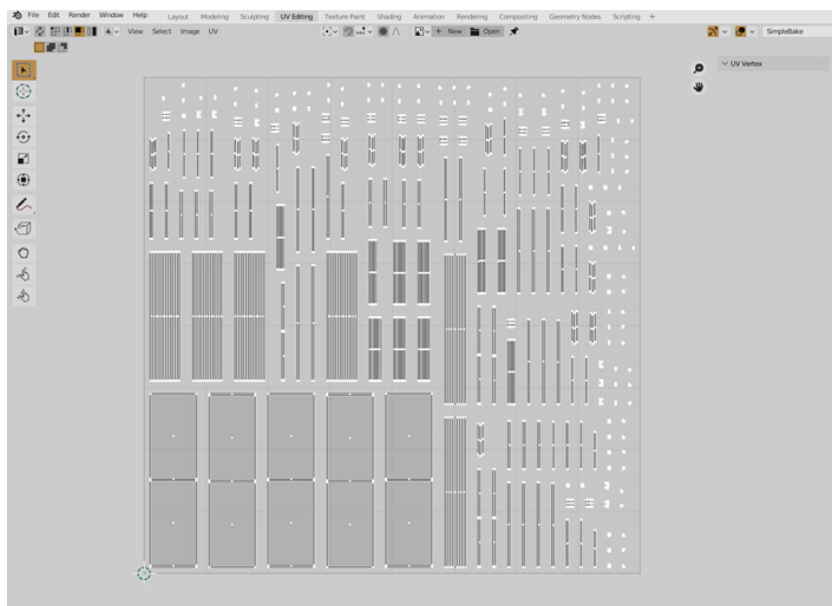 File Edit Render Window Help Layout Modeling Sculpting UV Editing Texture Paint Shading Animation Rendering Compositing Geometry Nodes Scripting +
View Select Image UV + New Open SimpleBake
UV Vertex